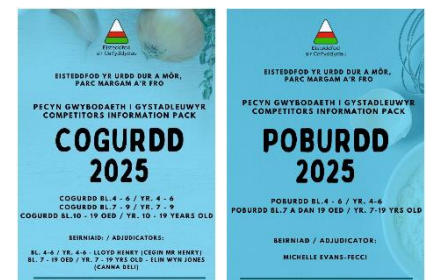 Eisteddfod
a'r Celfyddydau
EISTEDDFOD YR URDD DUR A MÔR,
PARC MARGAM A'R FRO
PECYN GWYBODAETH I GYSTADLEUWYR
COMPETITORS INFORMATION PACK
COGURDD
2025
COGURDD BL.4 - 6 / YR. 4 - 6
COGURDD BL.7 - 9 / YR. 7 - 9
COGURDD BL.10 - 19 OED / YR. 10 - 19 YEARS OLD
BEIRNIAID: / ADJUDICATORS:
BL. 4-6 / YR. 4-6 - LLOYD HENRY (CEGIN MR HENRY)
BL. 7 - 19 OED / YR. 7 - 19 YRS OLD - ELIN WYN JONES
(CANNA DELI)
Eisteddfod
a'r Celfyddydau
EISTEDDFOD YR URDD DUR A MÔR,
PARC MARGAM A'R FRO
PECYN GWYBODAETH I GYSTADLEUWYR
COMPETITORS INFORMATION PACK
POBURDD
2025
POBURDD BL.4 - 6 / YR. 4-6
POBURDD BL.7 A DAN 19 OED / YR. 7-19 YRS OLD
BEIRNIAD / ADJUDICATOR:
MICHELLE EVANS-FECCI